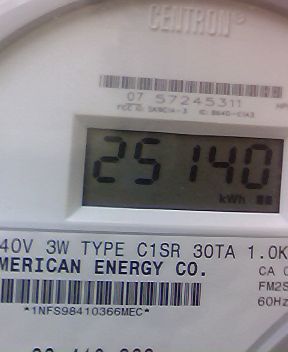 CENTRON®
07 57245311
25140
kWh
40V 3W TYPE C1SR 30TA 1.0K
MERICAN ENERGY CO.
CA 0
FM2S
60Hz
*1NFS98410366MEC*